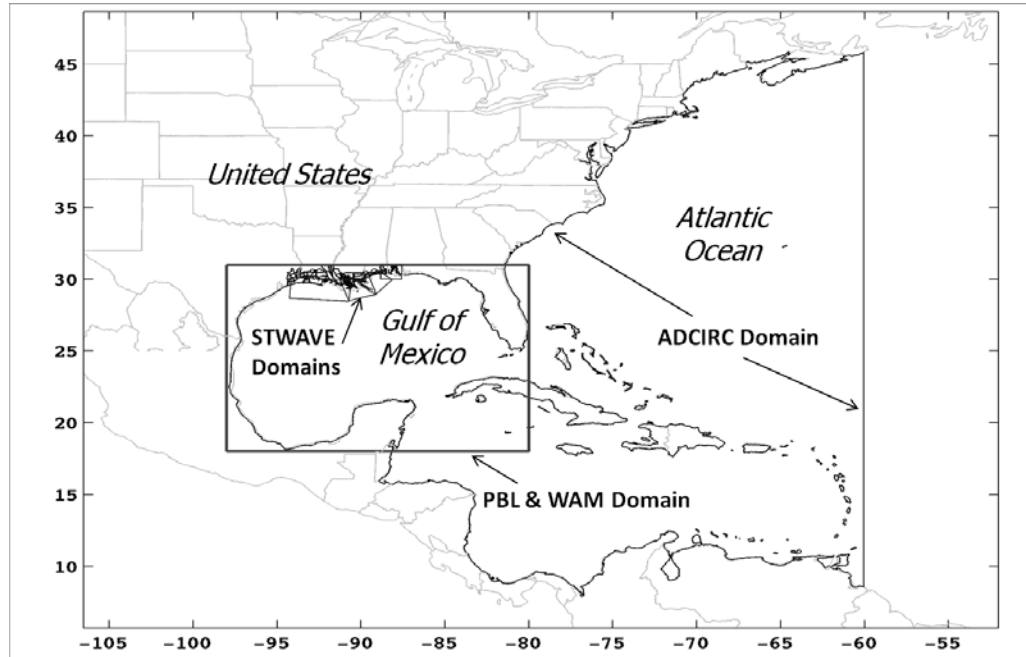 45
40
35
30
25
20
15
10
United States
Atlantic
Ocean
STWAVE
Domains
Gulf of
Mexico
ADCIRC Domain
PBL & WAM Domain
−105
−100
−95
−90
−85
−80
−75
−70
−65
−60
−55